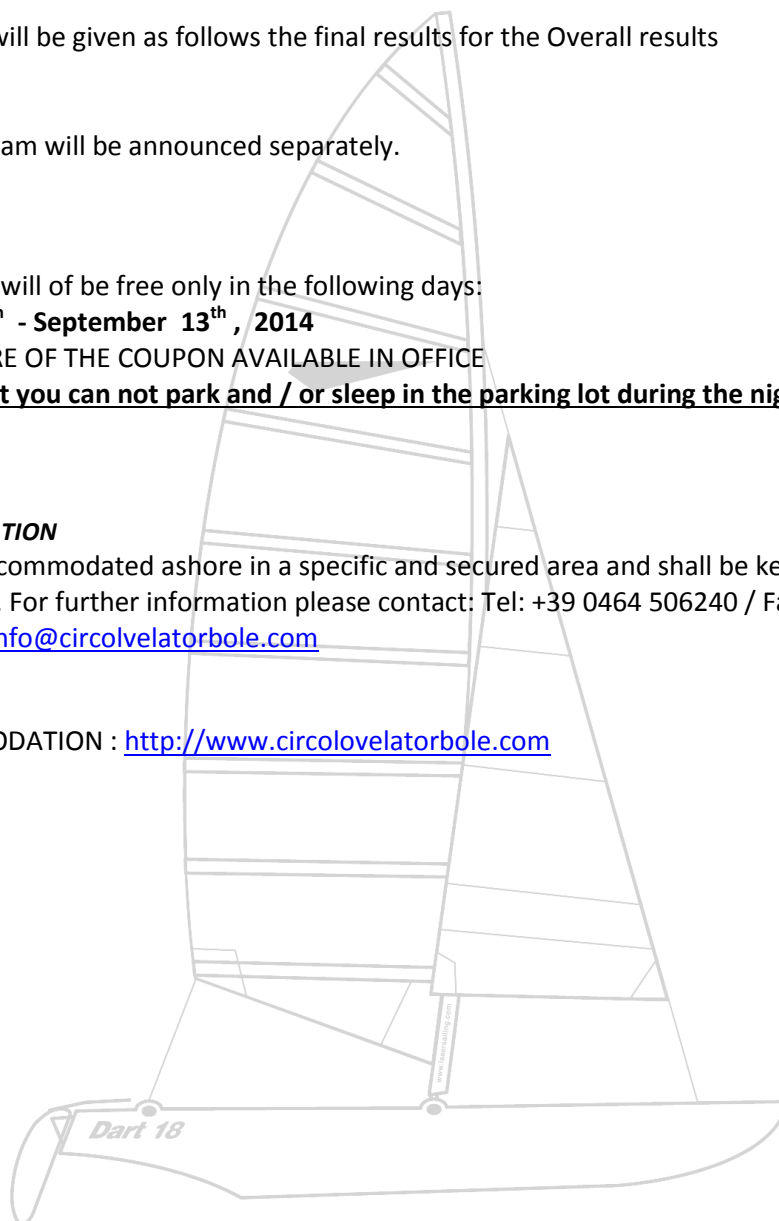 will be given as follows the final results for the Overall results
am will be announced separately.
will of be free only in the following days:
- September 13th , 2014
RE OF THE COUPON AVAILABLE IN OFFICE
t you can not park and / or sleep in the parking lot during the nig
TION
commodated ashore in a specific and secured area and shall be ke
. For further information please contact: Tel: +39 0464 506240 / Fa
nfo@circolvelatorbole.com
ODATION : http://www.circolovelatorbole.com
www.lasersailing.com
Dart 18